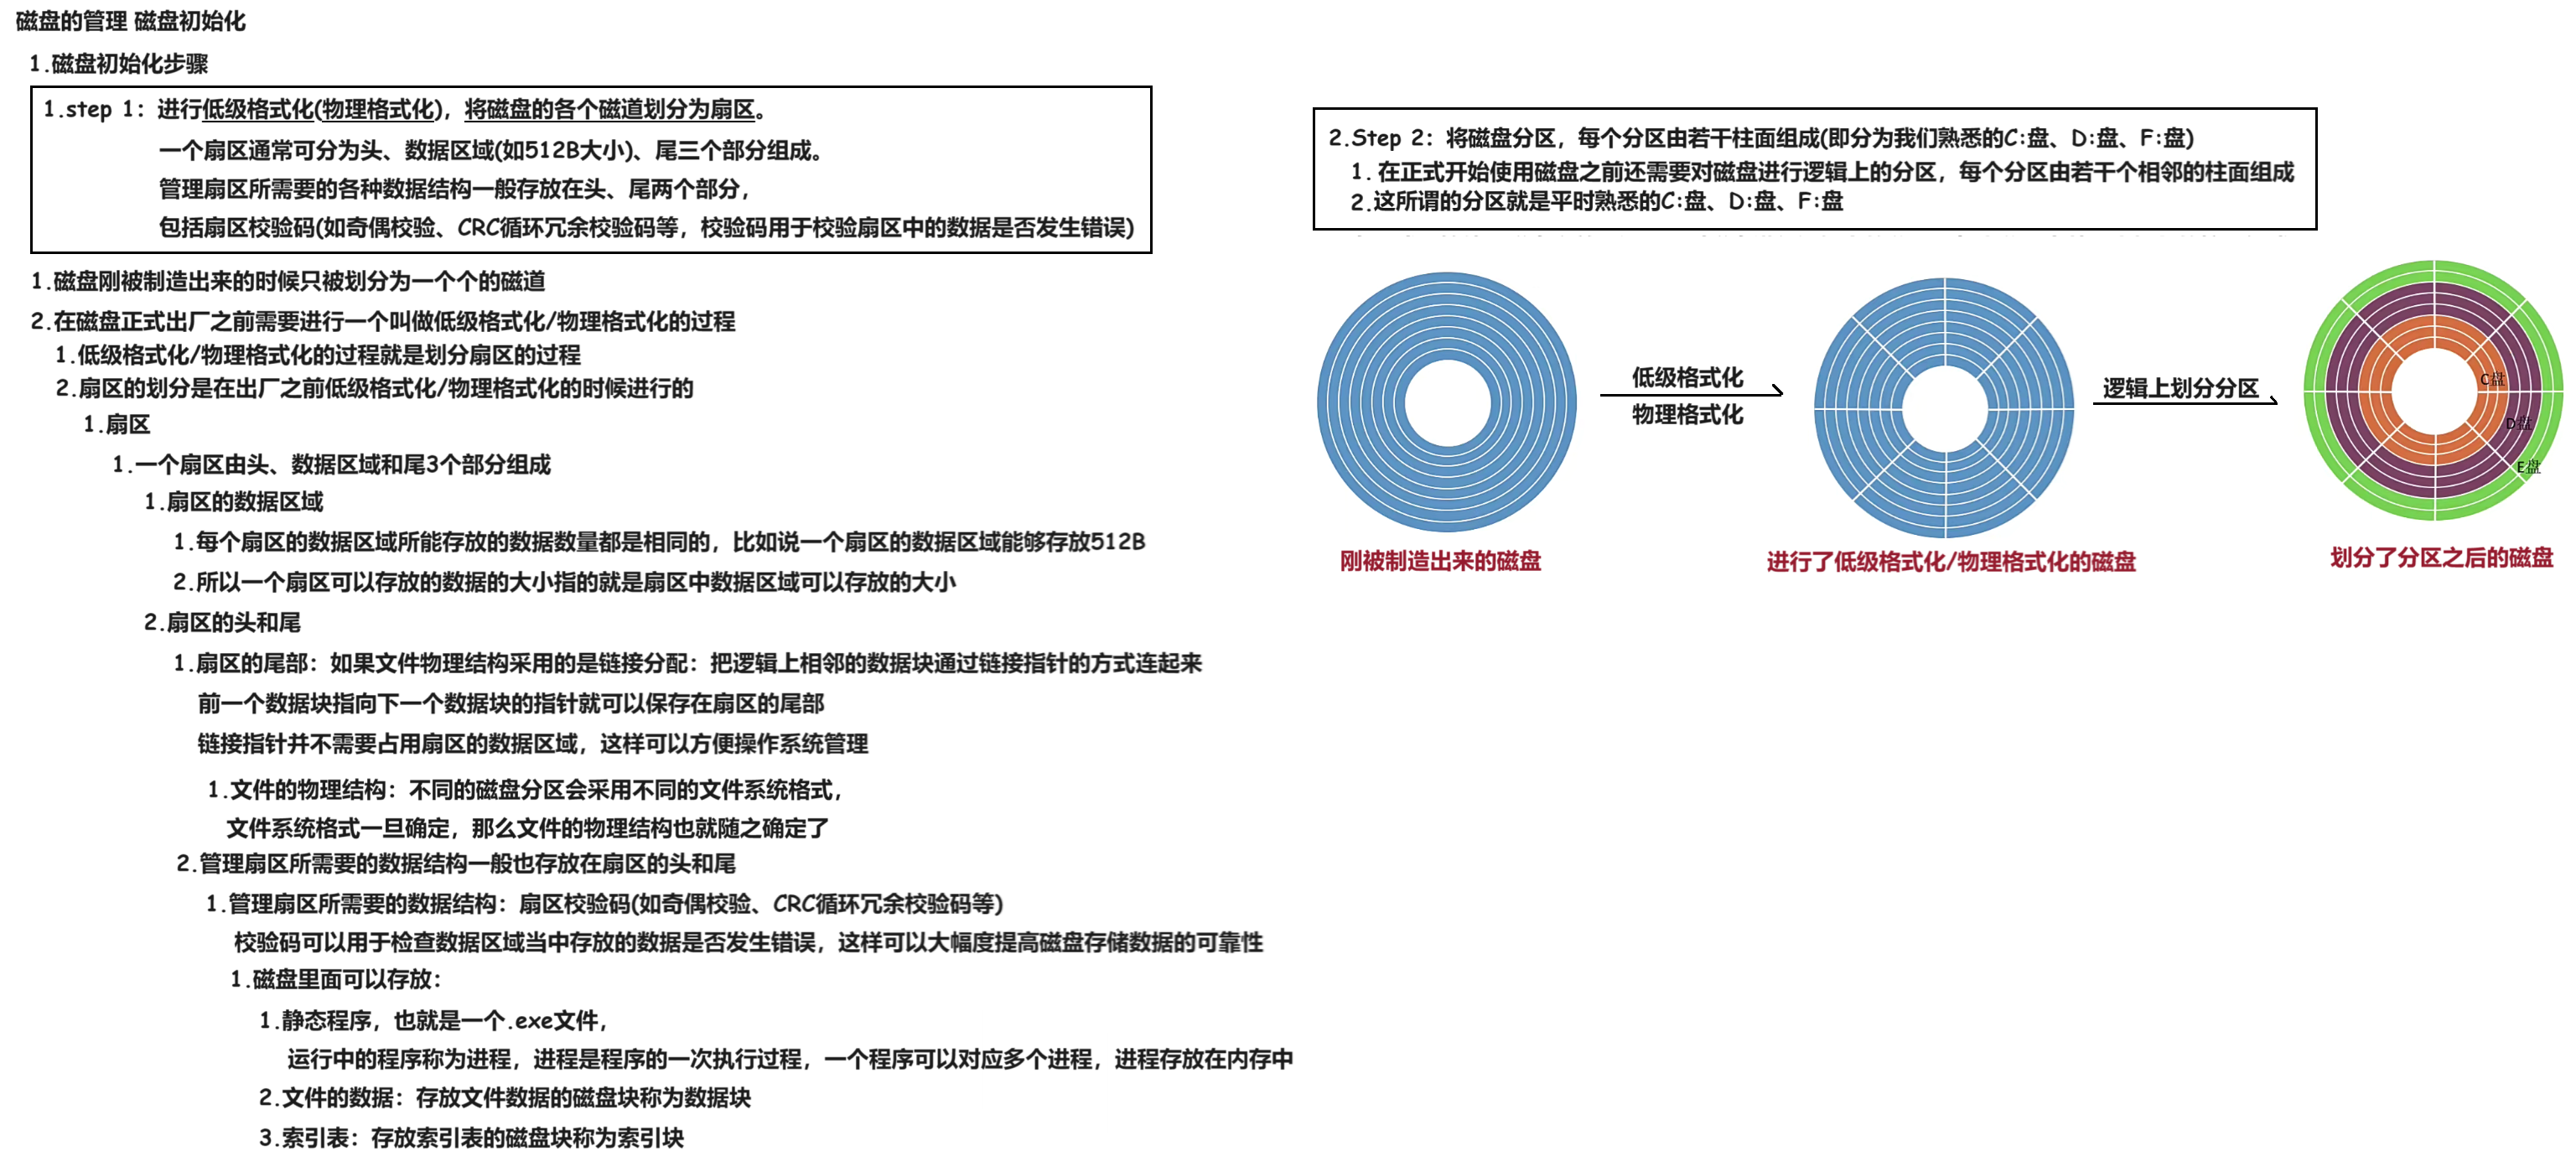 磁盘的管理 磁盘初始化
1.磁盘初始化步骤
1.step 1：进行低级格式化(物理格式化)，将磁盘的各个磁道划分为扇区。
一个扇区通常可分为头、数据区域(如512B大小)、尾三个部分组成。
管理扇区所需要的各种数据结构一般存放在头、尾两个部分，
包括扇区校验码(如奇偶校验、CRC循环冗余校验码等，校验码用于校验扇区中的数据是否发生错误)
1.磁盘刚被制造出来的时候只被划分为一个个的磁道
2.在磁盘正式出厂之前需要进行一个叫做低级格式化/物理格式化的过程
1.低级格式化/物理格式化的过程就是划分扇区的过程
2.扇区的划分是在出厂之前低级格式化/物理格式化的时候进行的
1.扇区
1.一个扇区由头、数据区域和尾3个部分组成
1.扇区的数据区域
1.每个扇区的数据区域所能存放的数据数量都是相同的，比如说一个扇区的数据区域能够存放512B
2.所以一个扇区可以存放的数据的大小指的就是扇区中数据区域可以存放的大小
2.扇区的头和尾
1.扇区的尾部：如果文件物理结构采用的是链接分配：把逻辑上相邻的数据块通过链接指针的方式连起来
前一个数据块指向下一个数据块的指针就可以保存在扇区的尾部
链接指针并不需要占用扇区的数据区域，这样可以方便操作系统管理
1.文件的物理结构：不同的磁盘分区会采用不同的文件系统格式，
文件系统格式一旦确定，那么文件的物理结构也就随之确定了
2.管理扇区所需要的数据结构一般也存放在扇区的头和尾
1.管理扇区所需要的数据结构：扇区校验码(如奇偶校验、CRC循环冗余校验码等)
校验码可以用于检查数据区域当中存放的数据是否发生错误，这样可以大幅度提高磁盘存储数据的可靠性
1.磁盘里面可以存放：
1.静态程序，也就是一个.exe文件，
运行中的程序称为进程，进程是程序的一次执行过程，一个程序可以对应多个进程，进程存放在内存中
2.文件的数据：存放文件数据的磁盘块称为数据块
3.索引表：存放索引表的磁盘块称为索引块
2.Step 2：将磁盘分区，每个分区由若干柱面组成(即分为我们熟悉的C:盘、D:盘、F:盘)
1.在正式开始使用磁盘之前还需要对磁盘进行逻辑上的分区，每个分区由若干个相邻的柱面组成
2.这所谓的分区就是平时熟悉的C:盘、D:盘、F:盘
低级格式化
物理格式化
逻辑上划分分区
C盘
D盘
E盘
刚被制造出来的磁盘
进行了低级格式化/物理格式化的磁盘
划分了分区之后的磁盘